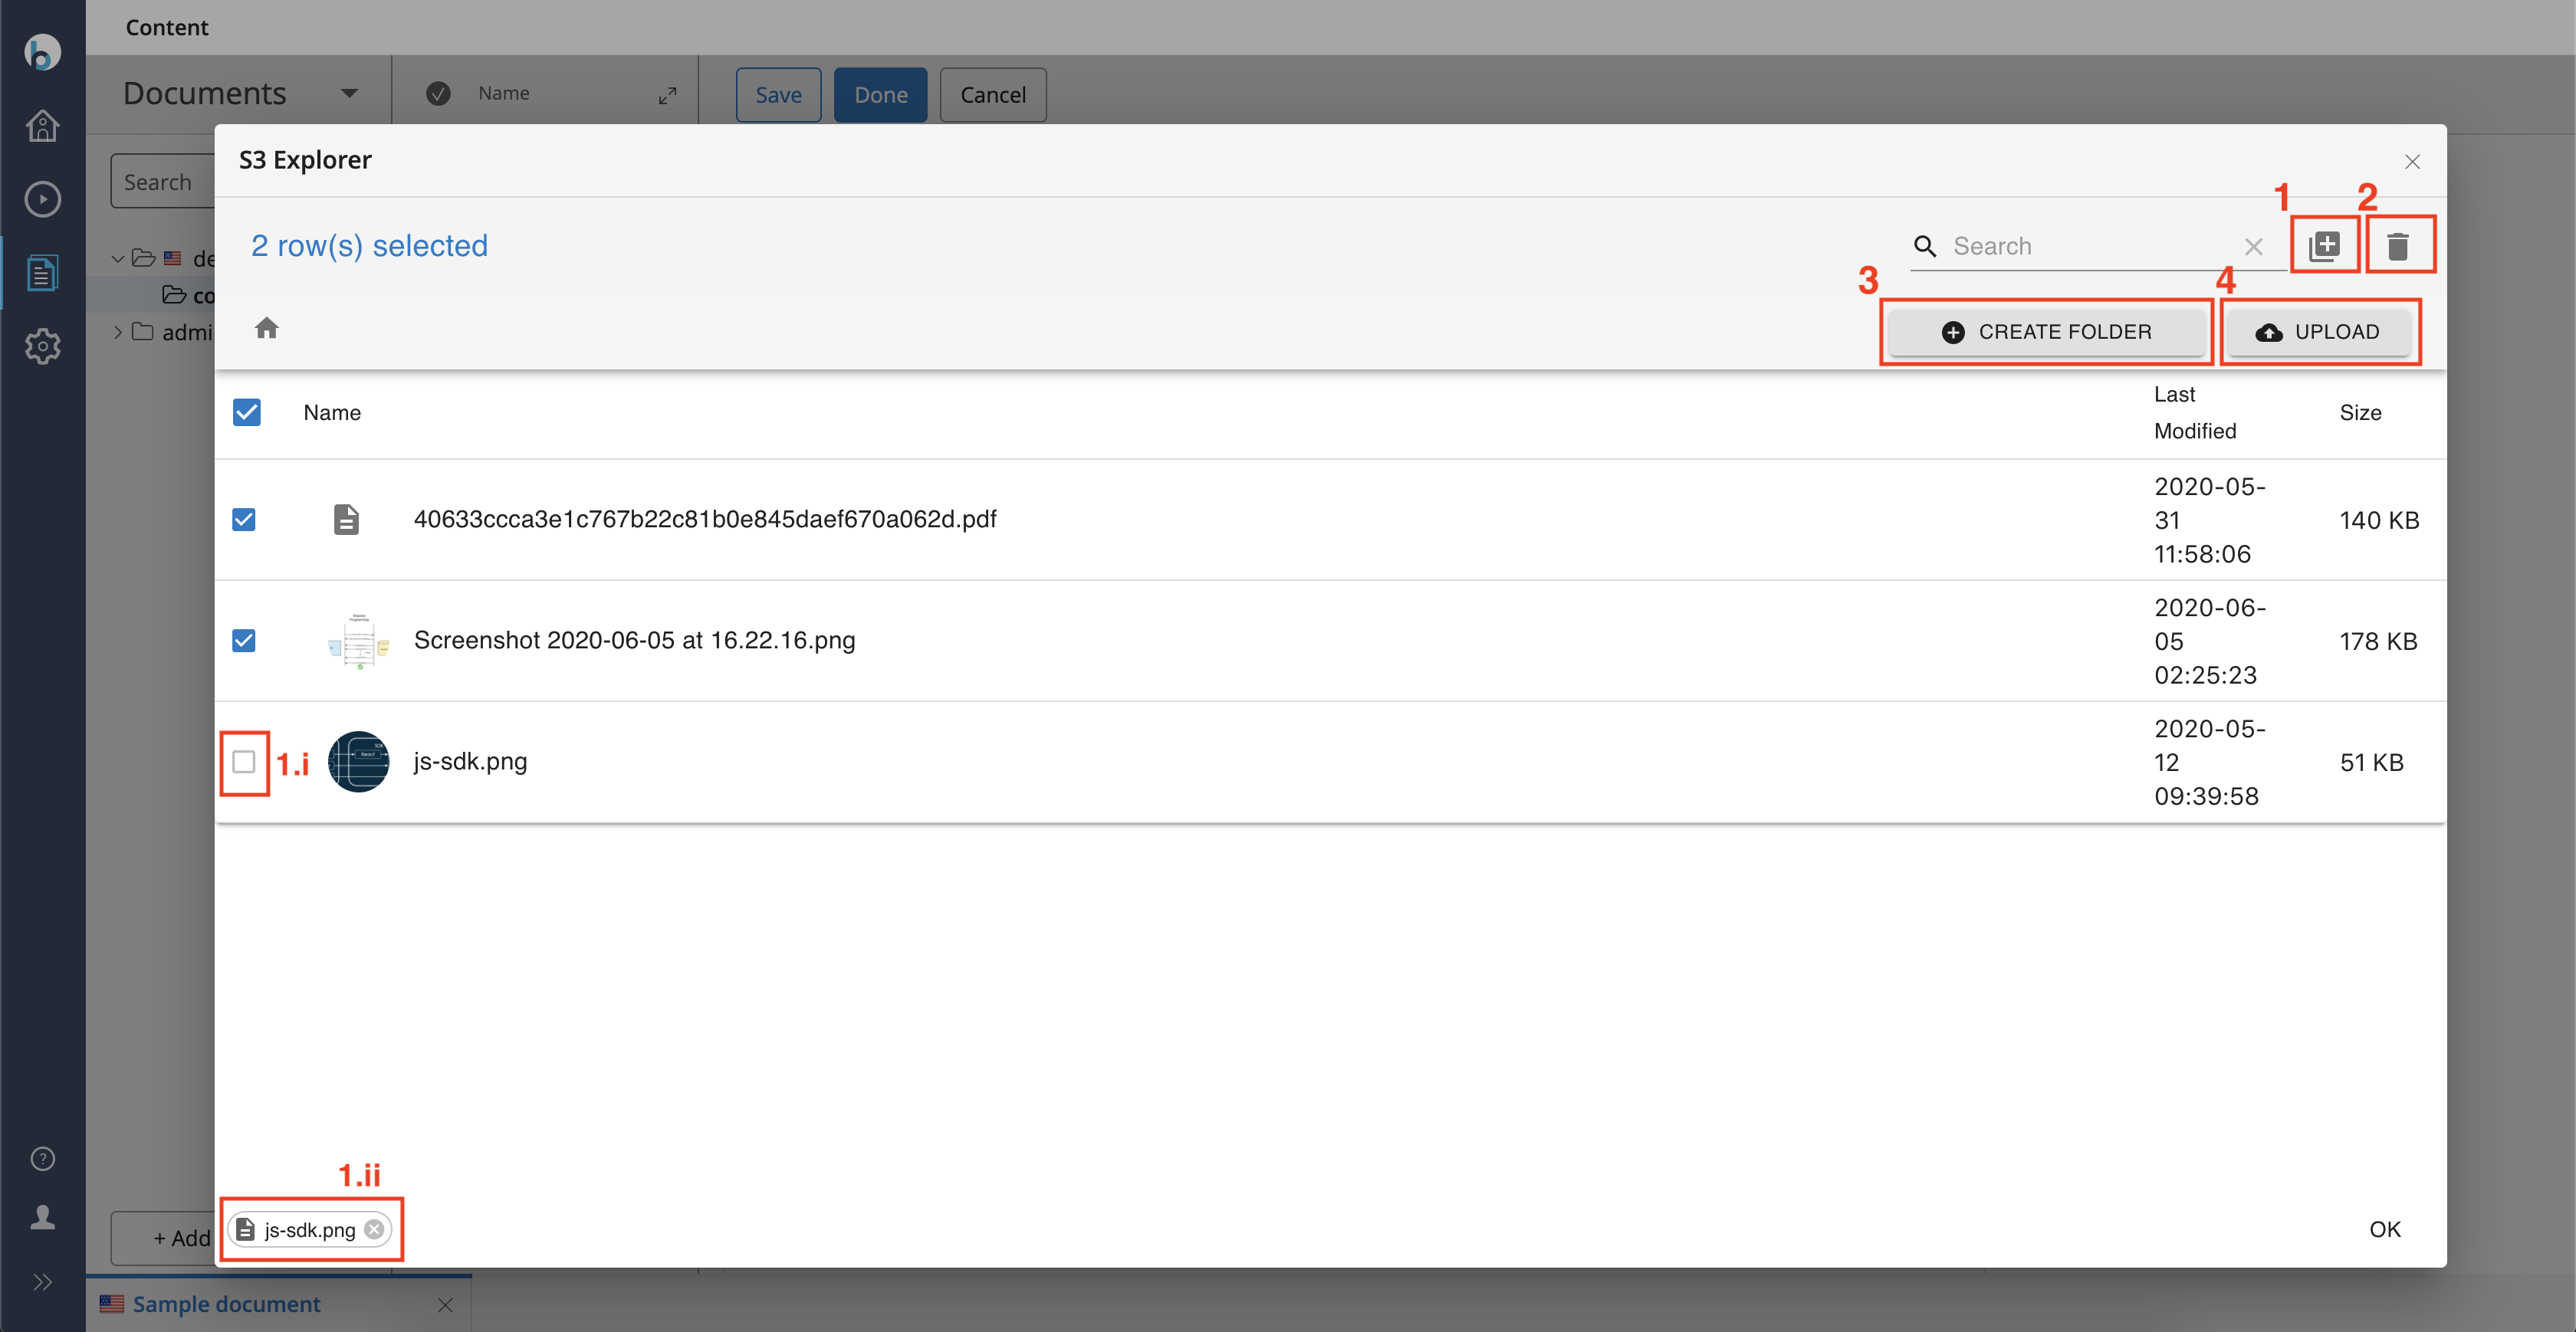 Content
Documents
Name
Save
Done
Cancel
Search
de
co
admi
+ Add
S3 Explorer
1
2
2 row(s) selected
Search
3
4
CREATE FOLDER
UPLOAD
Name
Last
Modified
Size
40633ccca3e1c767b22c81b0e845daef670a062d.pdf
2020-05-
31
11:58:06
140 KB
Screenshot 2020-06-05 at 16.22.16.png
2020-06-
05
02:25:23
178 KB
1.i
React
js-sdk.png
2020-05-
12
09:39:58
51 KB
1.ii
js-sdk.png
OK
Sample document